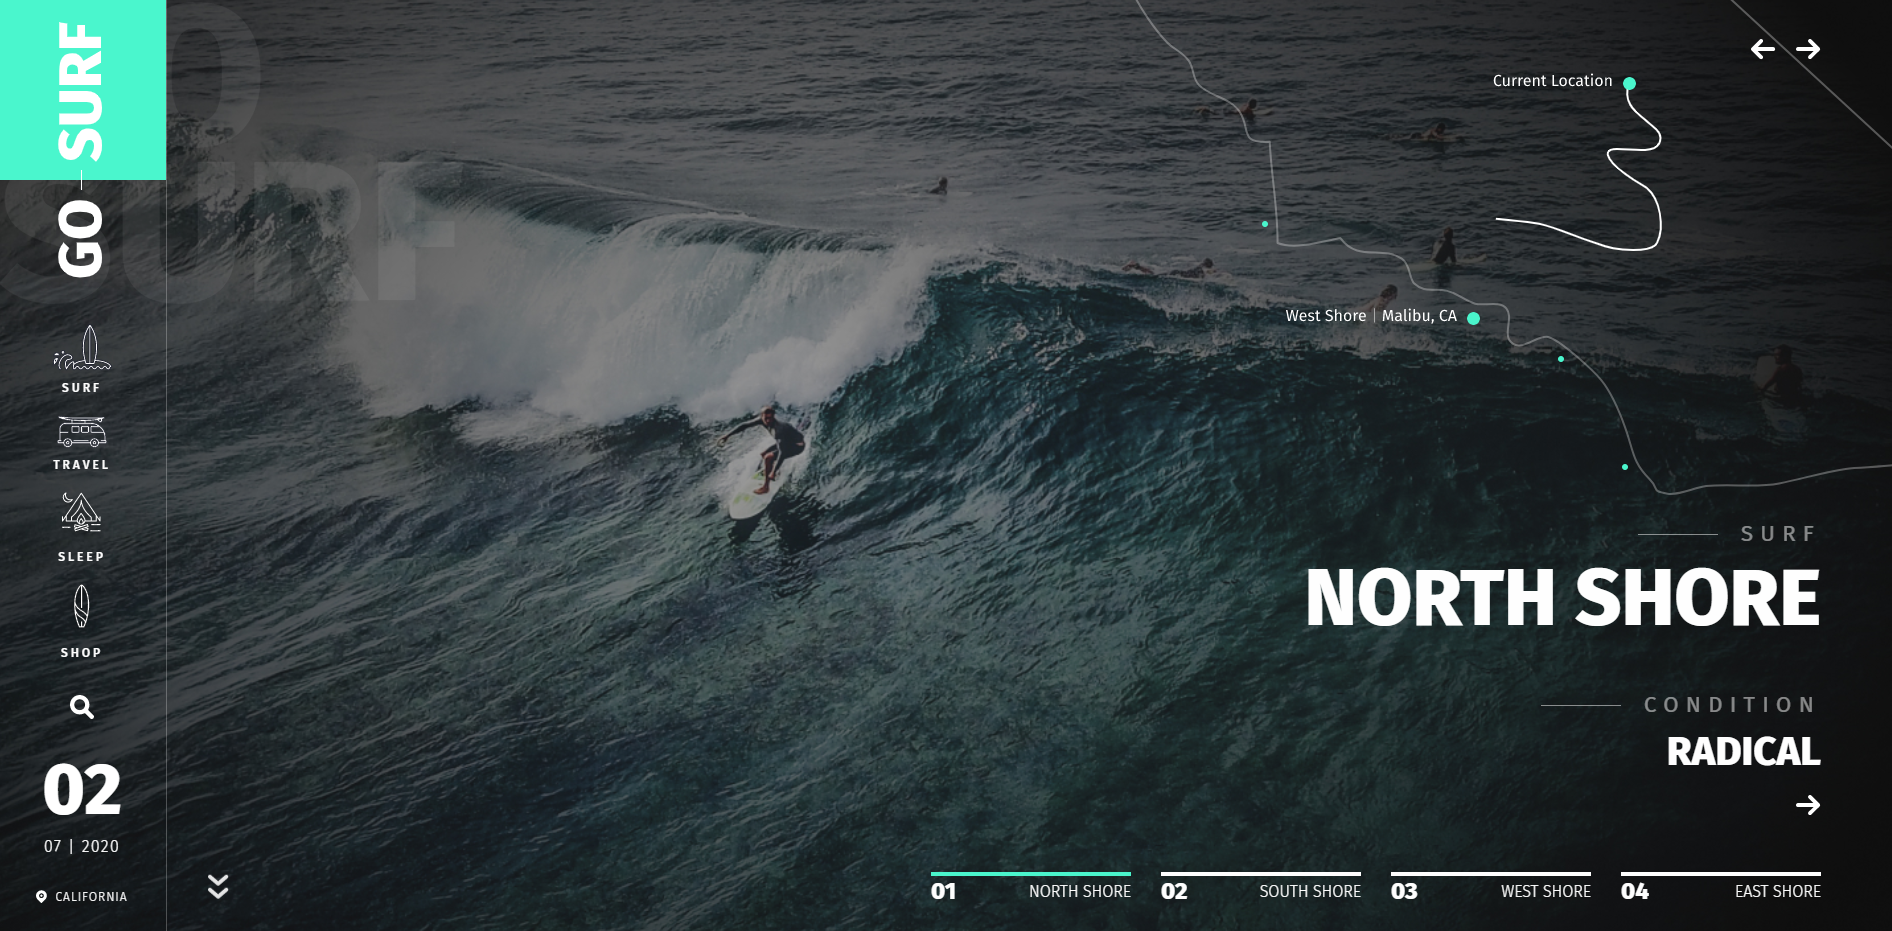 GO SURF
SURF
TRAVEL
SLEEP
SHOP
02
07 | 2020
CALIFORNIA
O
SURF
Current Location
West Shore | Malibu, CA
SURF
NORTH SHORE
CONDITION
RADICAL
01 NORTH SHORE
02 SOUTH SHORE
03 WEST SHORE
04 EAST SHORE